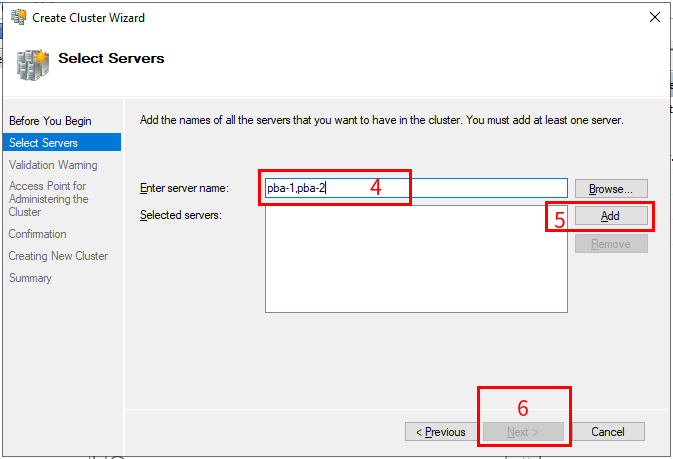 Create Cluster Wizard
Select Servers
Before You Begin
Select Servers
Validation Warning
Access Point for
Administering the
Cluster
Confirmation
Creating New Cluster
Summary
Add the names of all the servers that you want to have in the cluster. You must add at least one server.
Enter server name:
pba-1,pba-2
4
Browse...
Selected servers:
5
Add
Remove
6
< Previous
Next >
Cancel